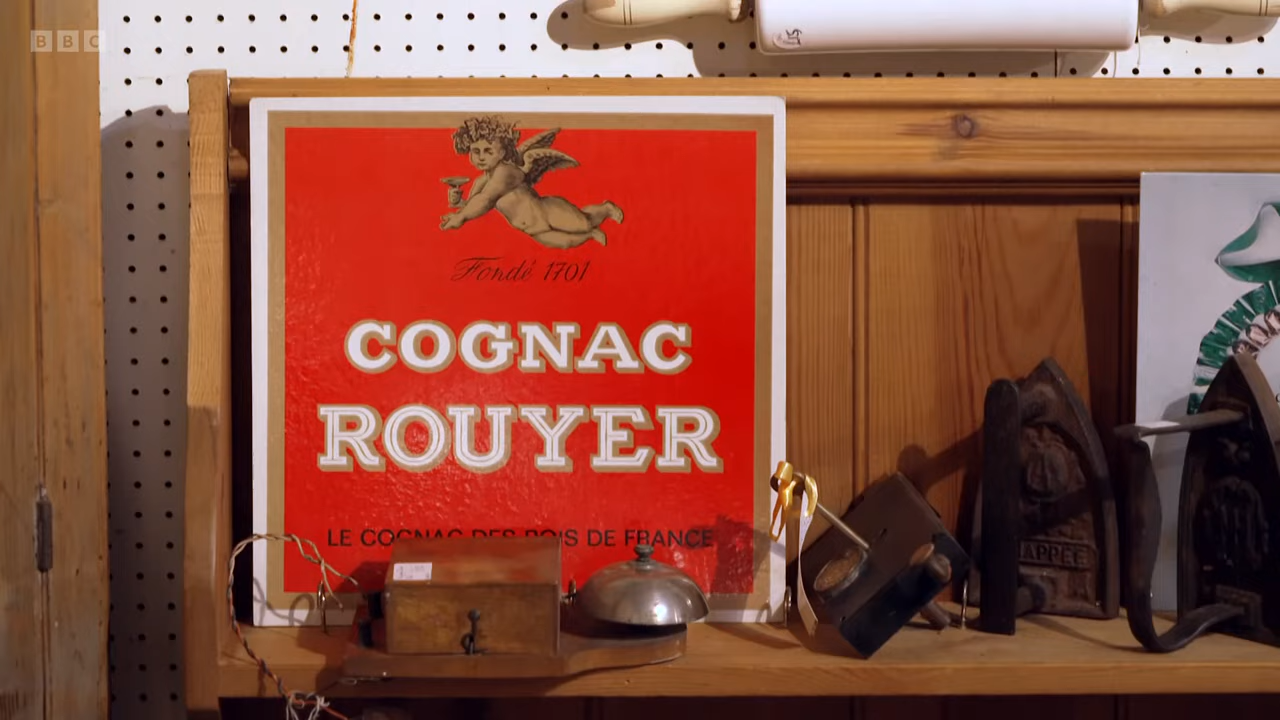 BBC
Fondé 1701
COGNAC
ROUYER
LE COGNAC DES ROIS DE FRANCE